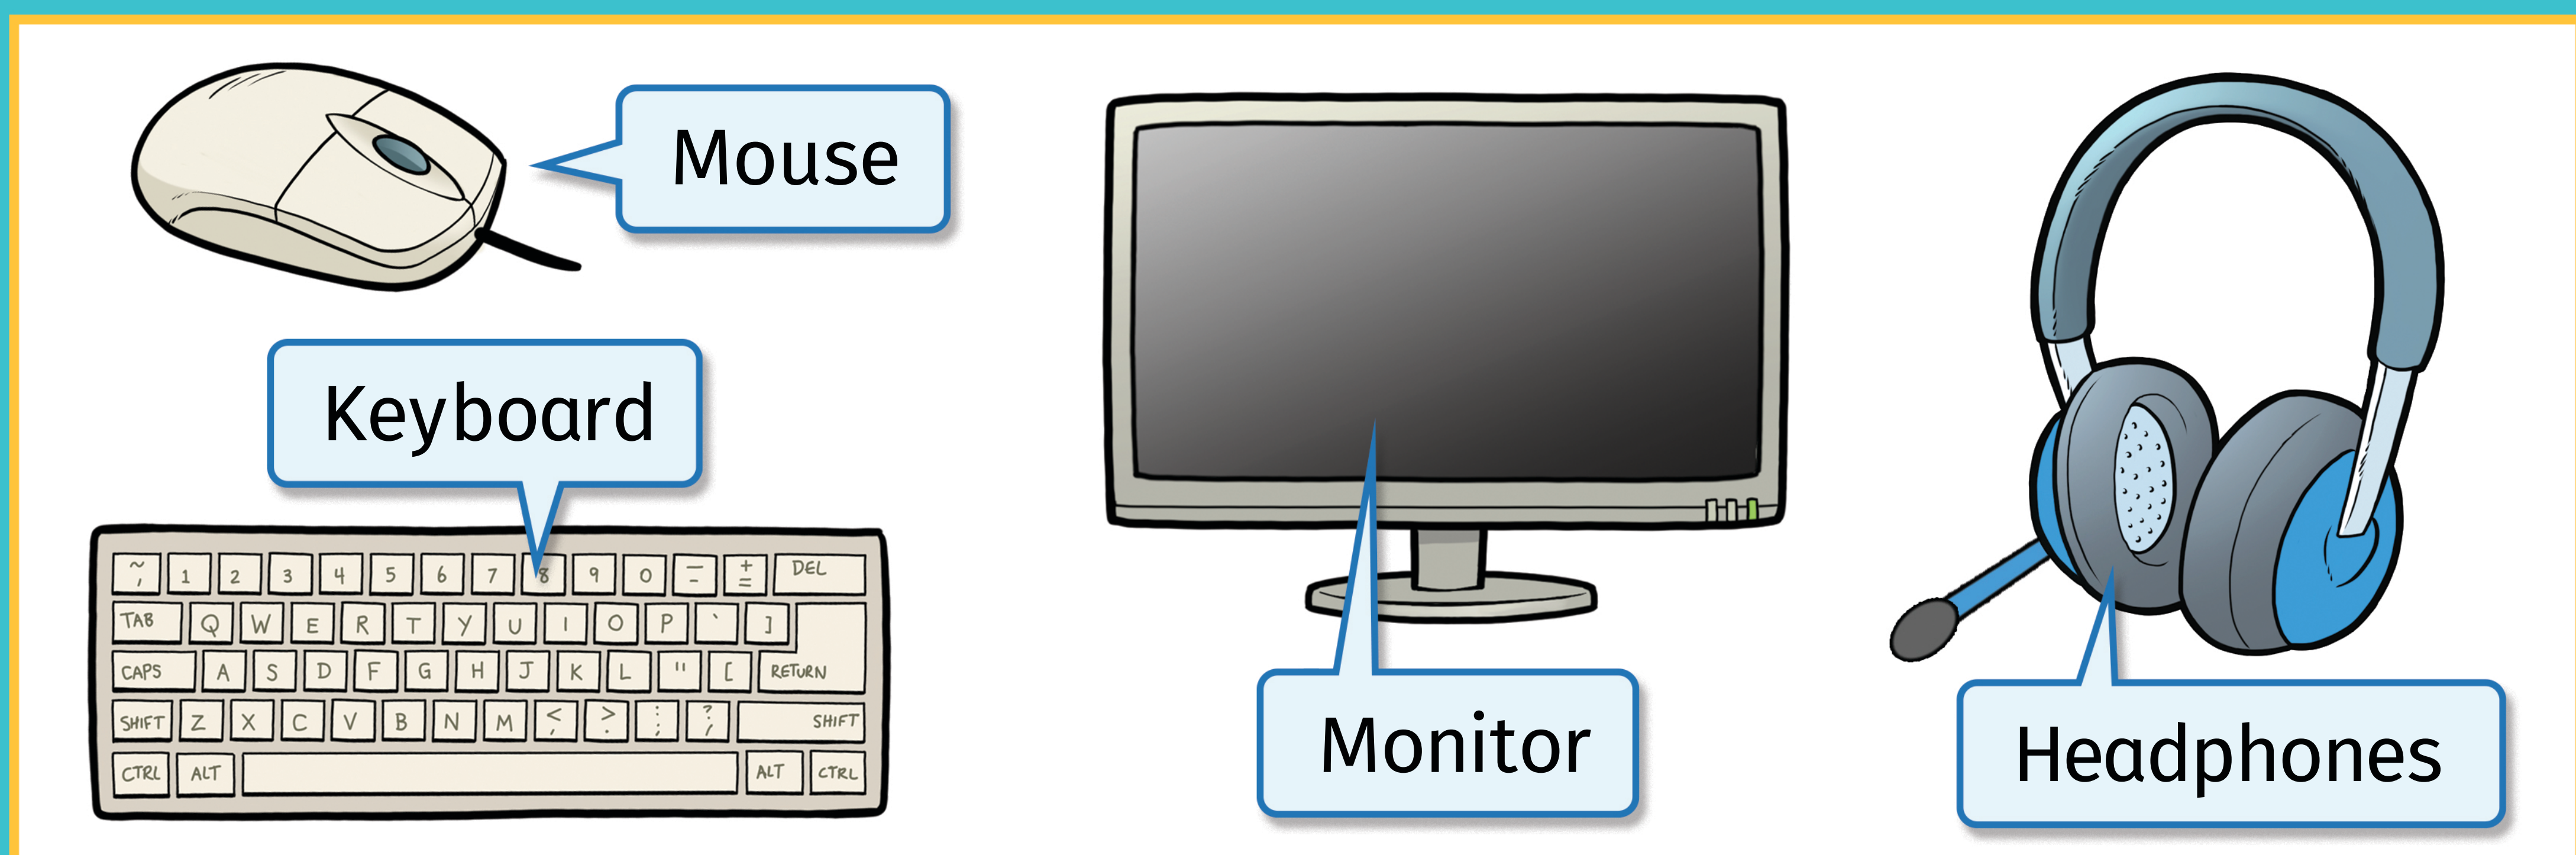 Mouse
Keyboard
~ 1 2 3 4 5 6 7 8 9 0 — + DEL
, - =
TAB Q W E R T Y U I O P ` ]
CAPS A S D F G H J K L " [ RETURN
SHIFT Z X C V B N M < > : ? SHIFT
, . ; /
CTRL ALT ALT CTRL
Monitor
Headphones